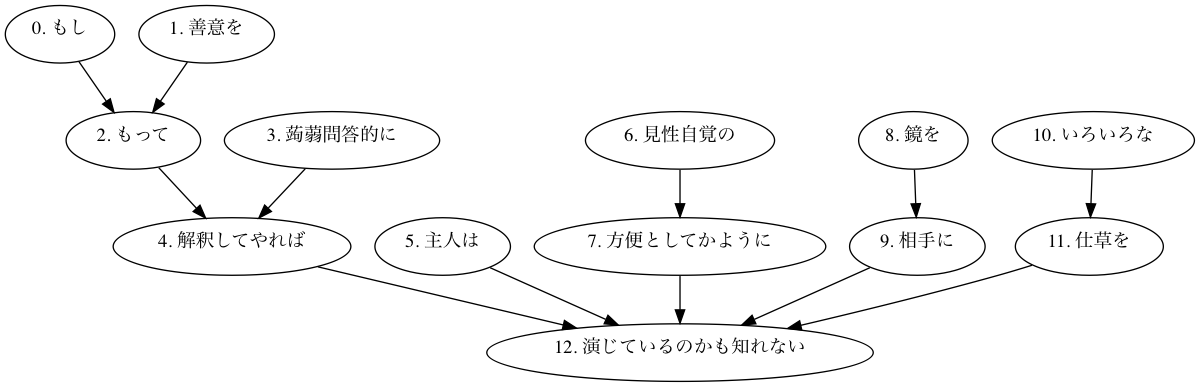 0. もし
1. 善意を
2. もって
3. 蒟蒻問答的に
6. 見性自覚の
8. 鏡を
10. いろいろな
4. 解釈してやれば
5. 主人は
7. 方便としてかように
9. 相手に
11. 仕草を
12. 演じているのかも知れない